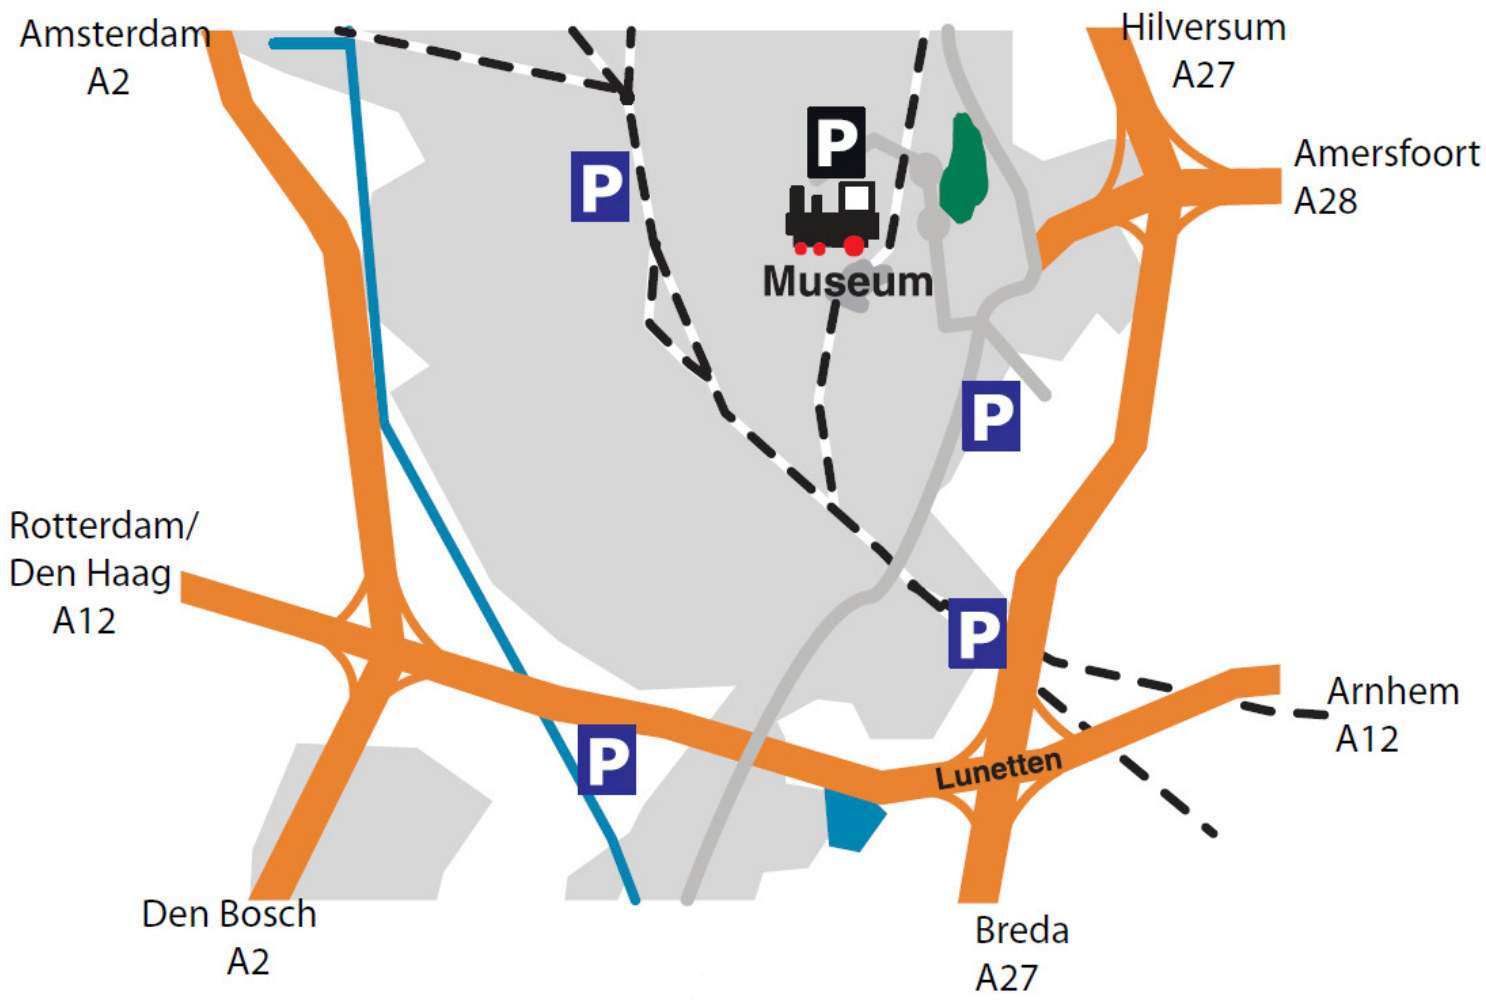 Amsterdam
A2
Hilversum
A27
Amersfoort
A28
P
P
Museum
P
Rotterdam/
Den Haag
A12
P
Arnhem
A12
P
Lunetten
Den Bosch
A2
Breda
A27